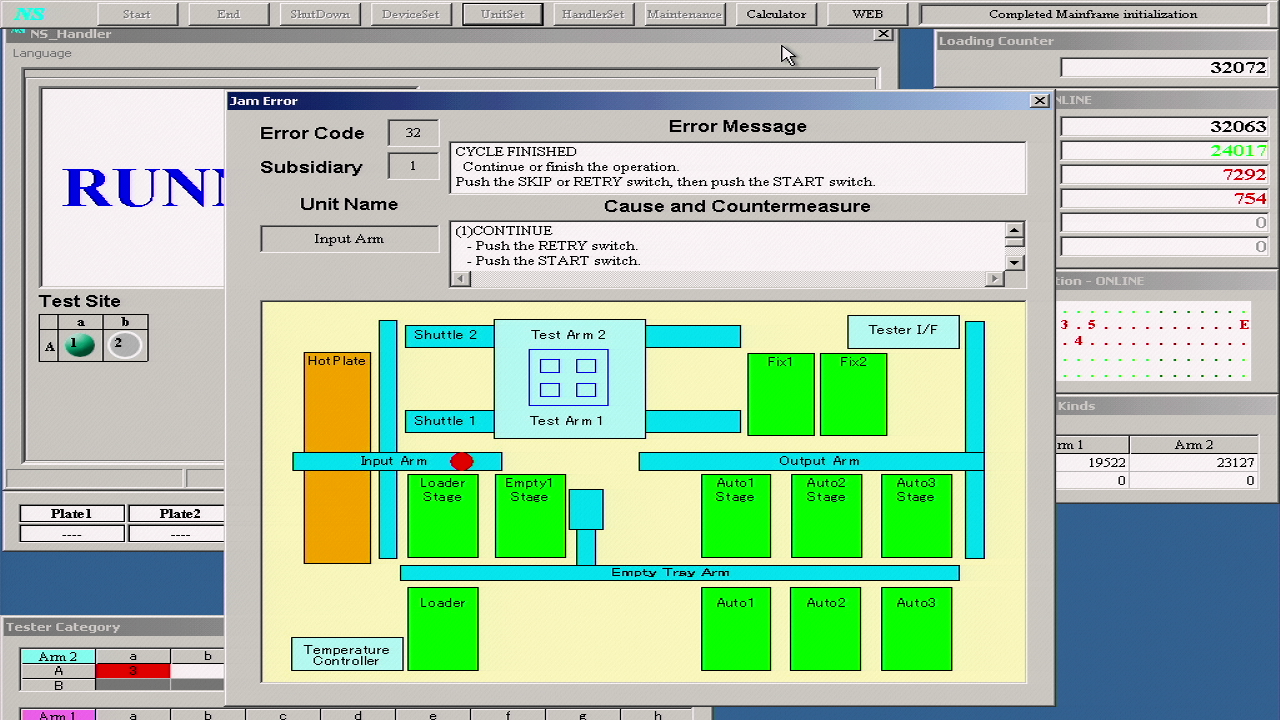 NS
Start
End
ShutDown
DeviceSet
UnitSet
HandlerSet
Maintenance
Calculator
WEB
Completed Mainframe initialization
NS_Handler
Language
Loading Counter
32072
NLINE
32063
24017
7292
754
0
0
RUNN
Test Site
a b
A 1 2
Jam Error
Error Code 32
Subsidiary 1
Unit Name
Input Arm
Error Message
CYCLE FINISHED
Continue or finish the operation.
Push the SKIP or RETRY switch, then push the START switch.
Cause and Countermeasure
(1)CONTINUE
- Push the RETRY switch.
- Push the START switch.
Shuttle 2
Test Arm 2
Tester I/F
HotPlate
Fix1
Fix2
Shuttle 1
Test Arm 1
Input Arm
Output Arm
Loader
Stage
Empty1
Stage
Auto1
Stage
Auto2
Stage
Auto3
Stage
Empty Tray Arm
Loader
Auto1
Auto2
Auto3
Temperature
Controller
tion - ONLINE
3 . 5 . . . . . . . . . . . . E
. 4 . . . . . . . . . . . . .
Kinds
rm 1 Arm 2
19522 23127
0 0
Plate1 Plate2
---- ----
Tester Category
Arm 2 a b
A 3
B
Arm 1 a b c d e f g h